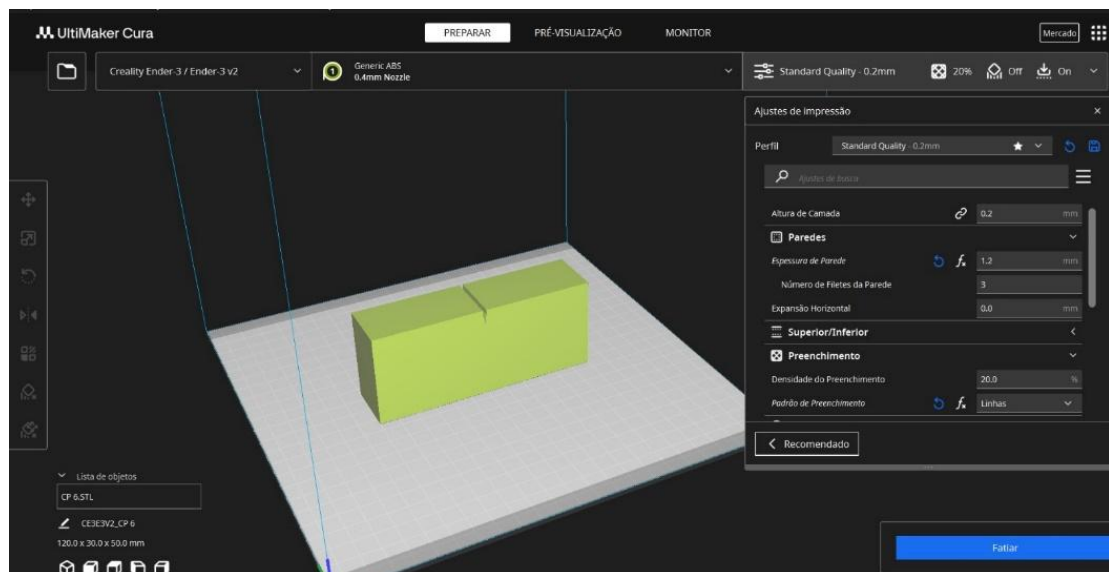 UltiMaker Cura
PREPARAR
PRÉ-VISUALIZAÇÃO
MONITOR
Mercado
Creality Ender-3 / Ender-3 v2
1
Generic ABS
0.4mm Nozzle
Standard Quality - 0.2mm
20%
Off
On
Ajustes de impressão
×
Perfil
Standard Quality - 0.2mm
Ajustes de busca
Altura de Camada
0.2 mm
Paredes
Espessura de Parede
1.2 mm
Número de Filetes da Parede
3
Expansão Horizontal
0.0 mm
Superior/Inferior
Preenchimento
Densidade do Preenchimento
20.0 %
Padrão de Preenchimento
Linhas
Recomendado
Lista de objetos
CP 6.STL
CE3E3V2_CP 6
120.0 x 30.0 x 50.0 mm
Fatiar